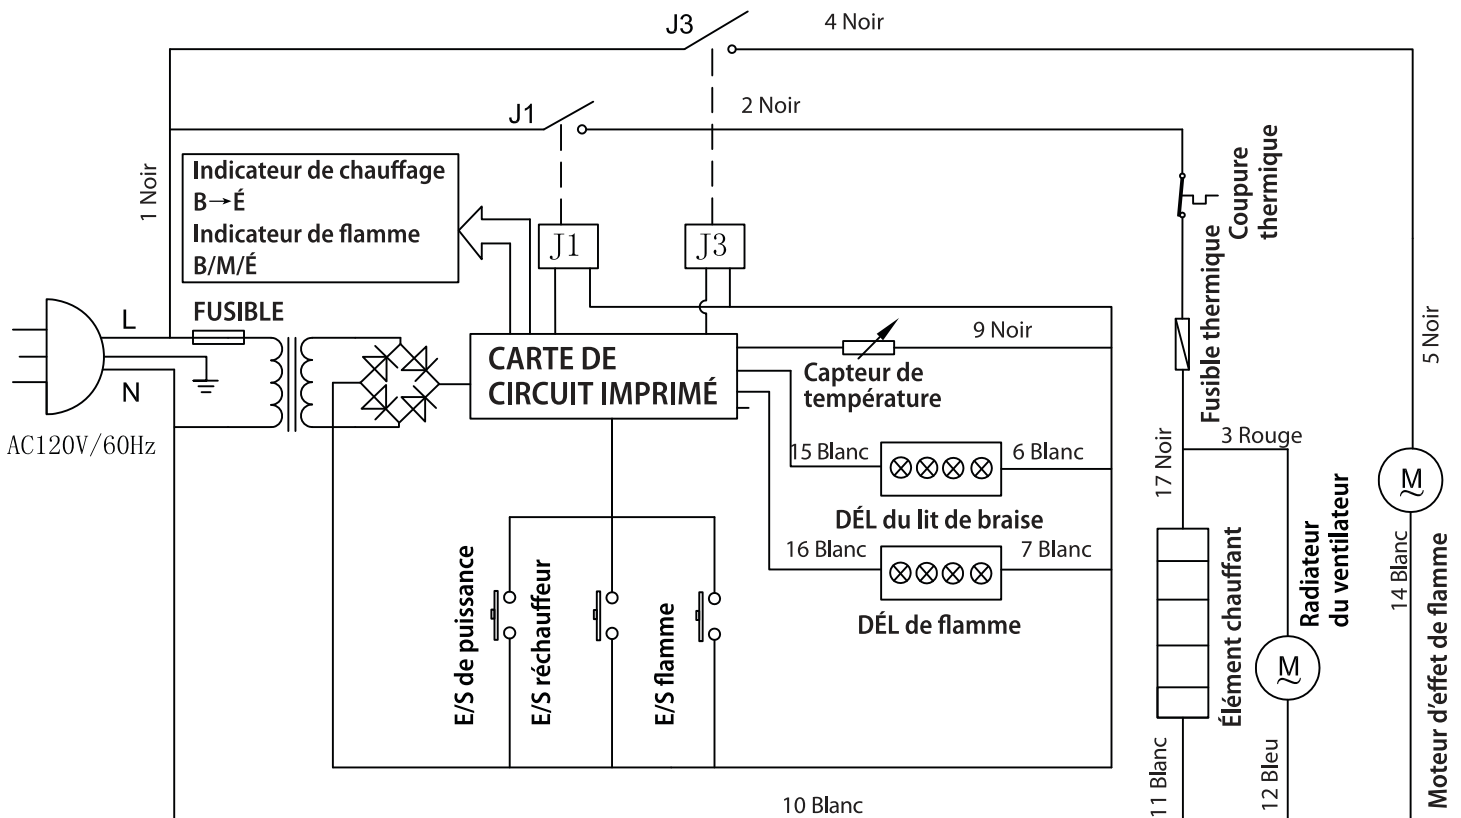 J3
4 Noir
J1
2 Noir
1 Noir
Indicateur de chauffage
B→É
Indicateur de flamme
B/M/É
J1
J3
Coupure
thermique
Fusible thermique
L
FUSIBLE
N
AC120V/60Hz
CARTE DE
CIRCUIT IMPRIMÉ
9 Noir
Capteur de
température
5 Noir
15 Blanc
6 Blanc
DÉL du lit de braise
16 Blanc
7 Blanc
DÉL de flamme
17 Noir
3 Rouge
M
M
E/S de puissance
E/S réchauffeur
E/S flamme
Élément chauffant
Radiateur
du ventilateur
14 Blanc
Moteur d'effet de flamme
11 Blanc
12 Bleu
10 Blanc